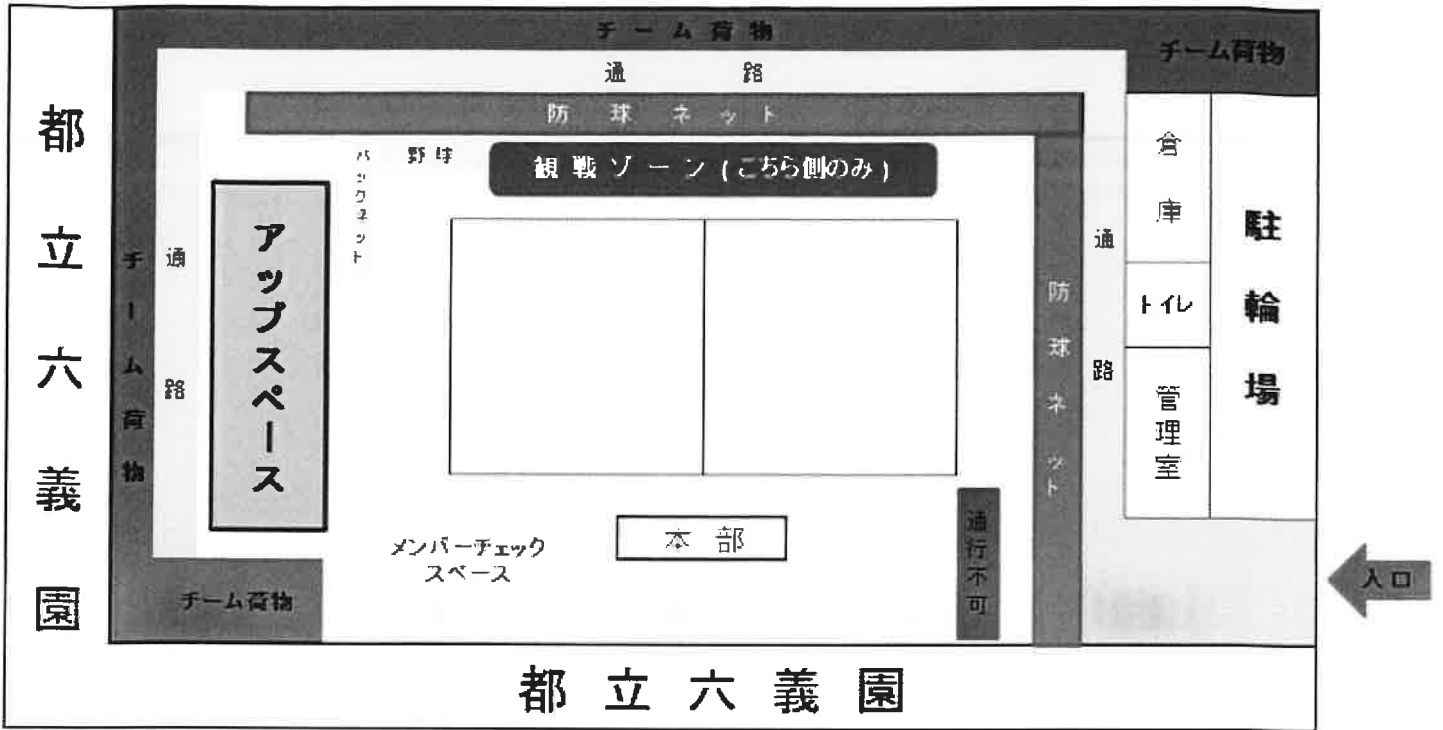 チーム荷物
チーム荷物
通路
防球ネット
都立六義園
バックネット
野球
観戦ゾーン(こちら側のみ)
倉庫
駐輪場
チーム荷物
通路
アップスペース
防球ネット
通路
トイレ
管理室
メンバーチェック
スペース
本部
通行不可
入口
チーム荷物
都立六義園